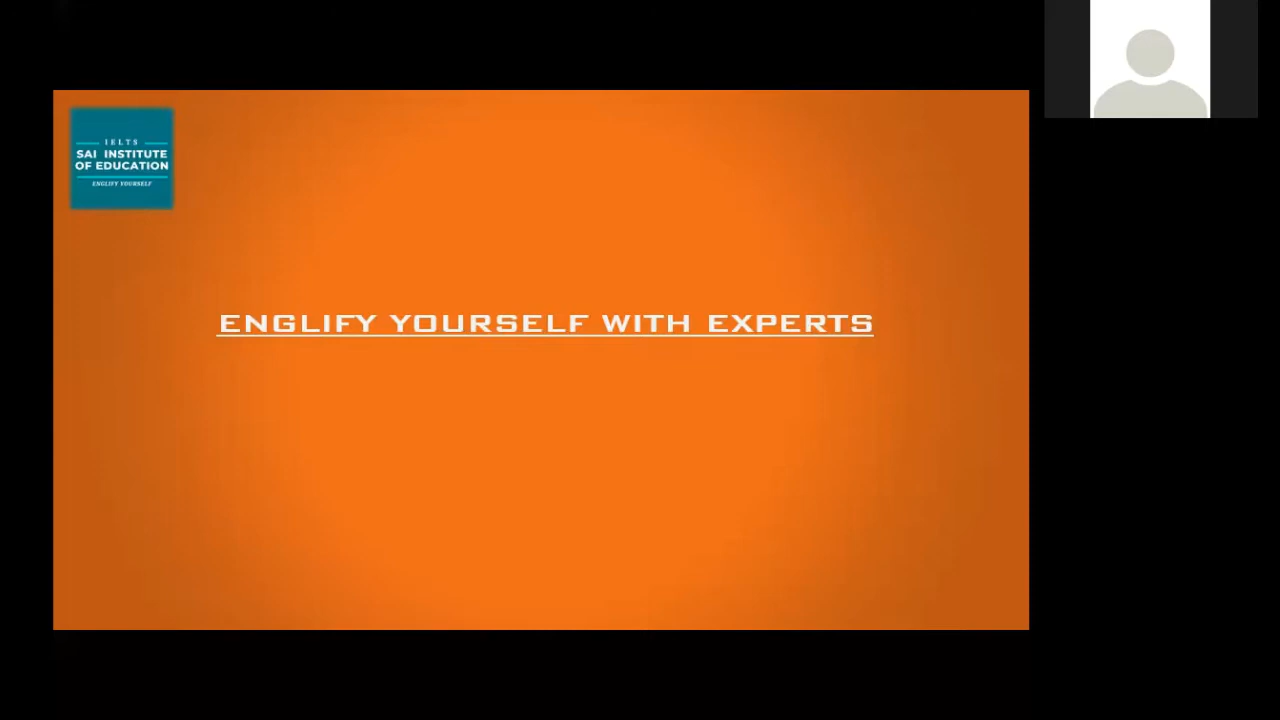 IELTS
SAI INSTITUTE
OF EDUCATION
ENGLIFY YOURSELF
ENGLIFY YOURSELF WITH EXPERTS